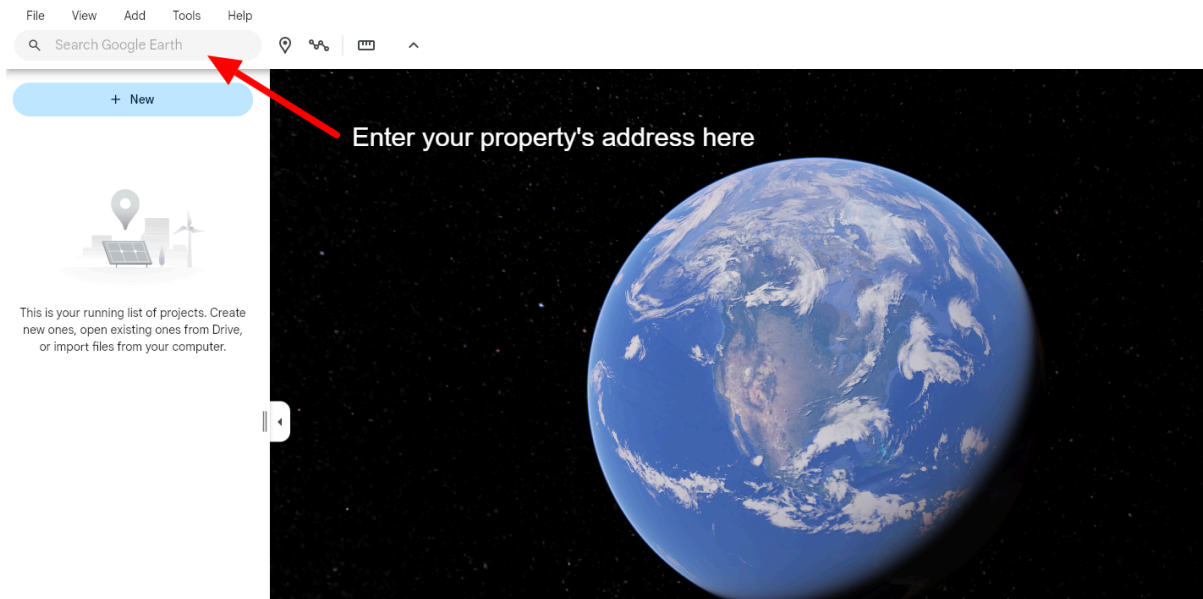 File View Add Tools Help
Search Google Earth
+ New
Enter your property's address here
This is your running list of projects. Create
new ones, open existing ones from Drive,
or import files from your computer.